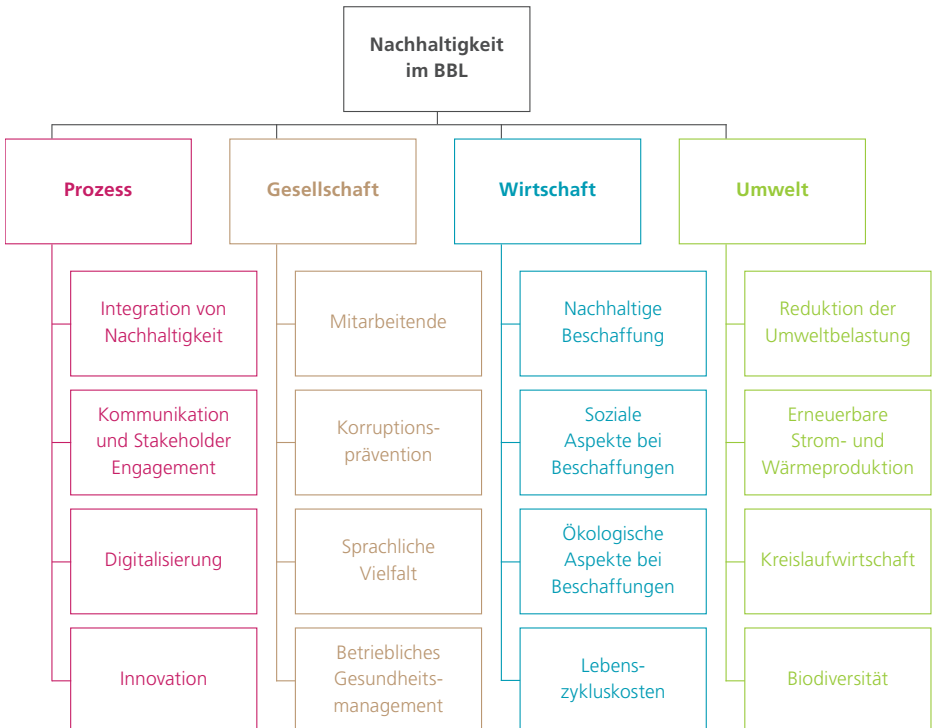 Nachhaltigkeit
im BBL
Prozess
Gesellschaft
Wirtschaft
Umwelt
Integration von
Nachhaltigkeit
Kommunikation
und Stakeholder
Engagement
Digitalisierung
Innovation
Mitarbeitende
Korruptions-
prävention
Sprachliche
Vielfalt
Betriebliches
Gesundheits-
management
Nachhaltige
Beschaffung
Soziale
Aspekte bei
Beschaffungen
Ökologische
Aspekte bei
Beschaffungen
Lebens-
zykluskosten
Reduktion der
Umweltbelastung
Erneuerbare
Strom- und
Wärmeproduktion
Kreislaufwirtschaft
Biodiversität